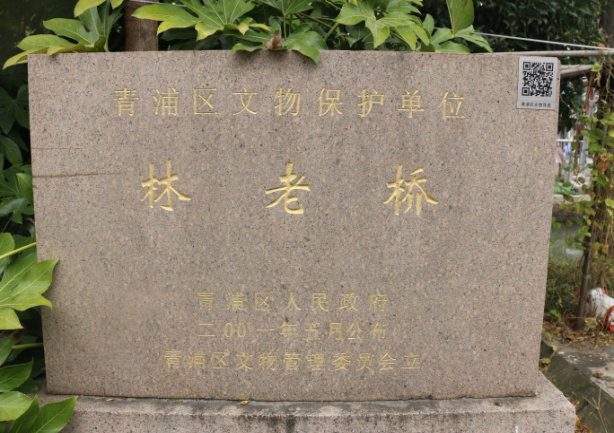 青浦区文物保护单位
林老桥
青浦区人民政府
二00一年五月公布
青浦区文物管理委员会立